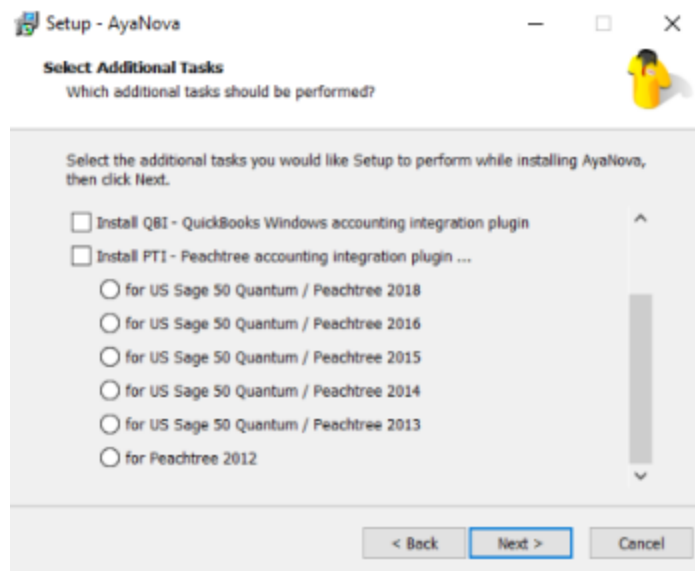 Setup - AyaNova
Select Additional Tasks
Which additional tasks should be performed?
Select the additional tasks you would like Setup to perform while installing AyaNova,
then click Next.
Install QBI - QuickBooks Windows accounting integration plugin
Install PTI - Peachtree accounting integration plugin ...
for US Sage 50 Quantum / Peachtree 2018
for US Sage 50 Quantum / Peachtree 2016
for US Sage 50 Quantum / Peachtree 2015
for US Sage 50 Quantum / Peachtree 2014
for US Sage 50 Quantum / Peachtree 2013
for Peachtree 2012
< Back Next > Cancel